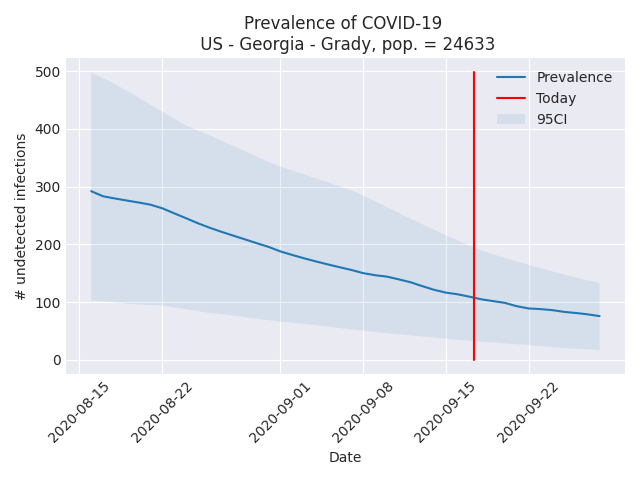 Prevalence of COVID-19
US - Georgia - Grady, pop. = 24633
500
400
300
200
100
0
# undetected infections
Prevalence
Today
95CI
2020-08-15
2020-08-22
2020-09-01
2020-09-08
2020-09-15
2020-09-22
Date